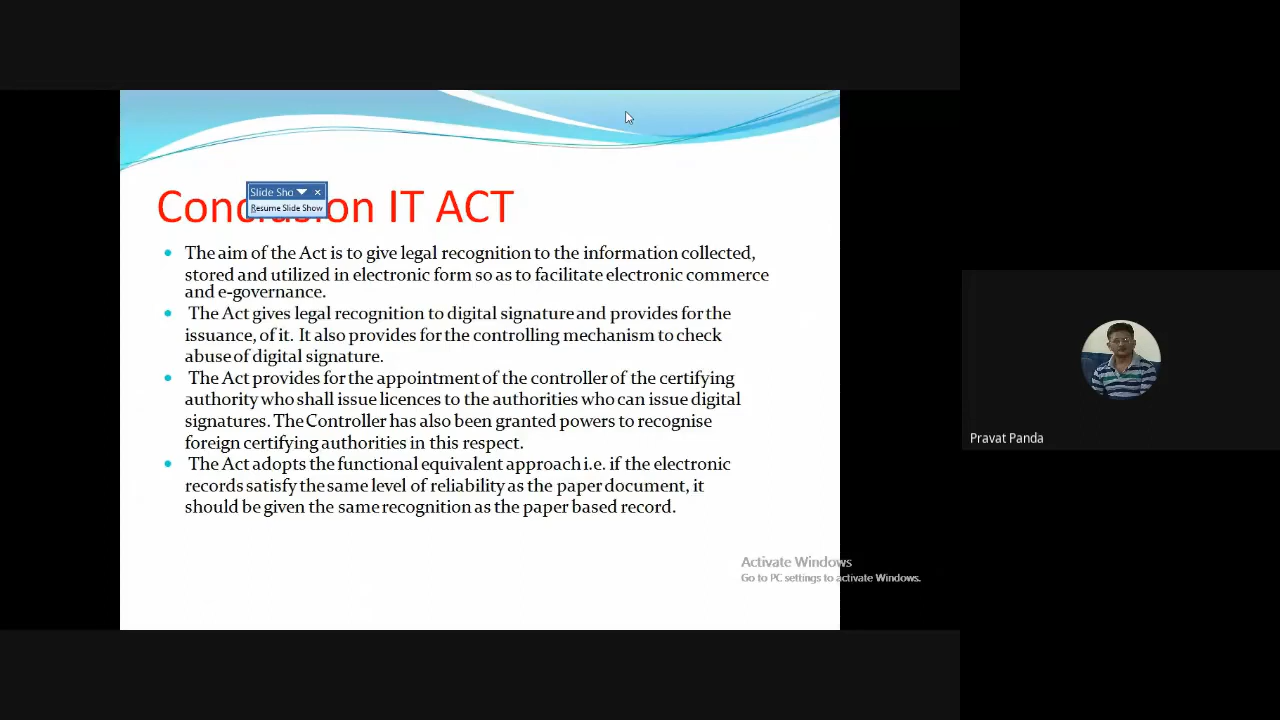 Slide Sho
Resume Slide Show
Conclusion IT ACT
The aim of the Act is to give legal recognition to the information collected,
stored and utilized in electronic form so as to facilitate electronic commerce
and e-governance.
The Act gives legal recognition to digital signature and provides for the
issuance, of it. It also provides for the controlling mechanism to check
abuse of digital signature.
The Act provides for the appointment of the controller of the certifying
authority who shall issue licences to the authorities who can issue digital
signatures. The Controller has also been granted powers to recognise
foreign certifying authorities in this respect.
The Act adopts the functional equivalent approach i.e. if the electronic
records satisfy the same level of reliability as the paper document, it
should be given the same recognition as the paper based record.
Activate Windows
Go to PC settings to activate Windows.
Pravat Panda